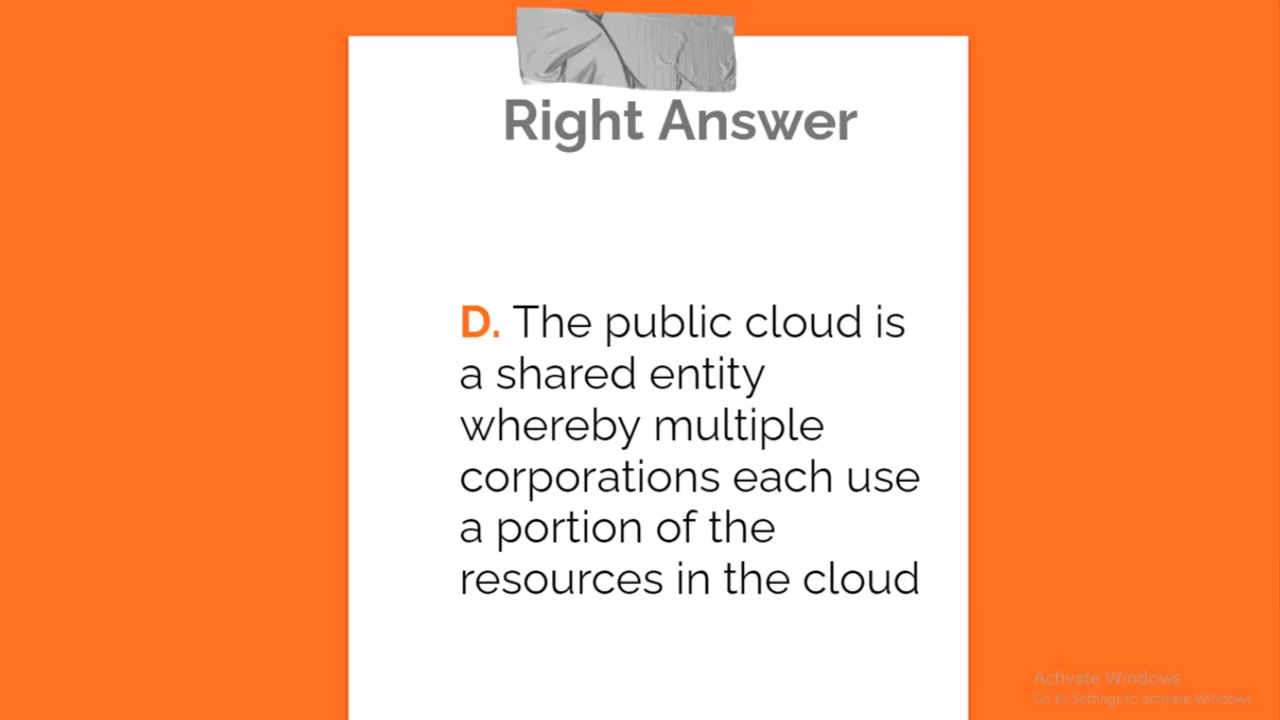 Right Answer
D. The public cloud is
a shared entity
whereby multiple
corporations each use
a portion of the
resources in the cloud
Activate Windows
Go to Settings to activate Windows.